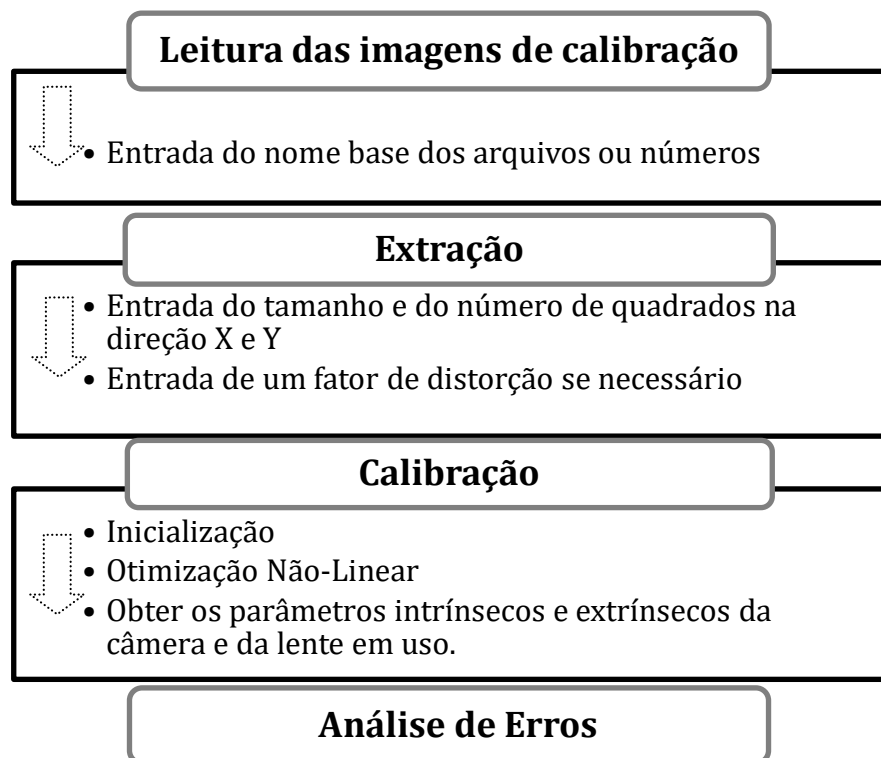 Leitura das imagens de calibração
• Entrada do nome base dos arquivos ou números
Extração
• Entrada do tamanho e do número de quadrados na
direção X e Y
• Entrada de um fator de distorção se necessário
Calibração
• Inicialização
• Otimização Não-Linear
• Obter os parâmetros intrínsecos e extrínsecos da
câmera e da lente em uso.
Análise de Erros